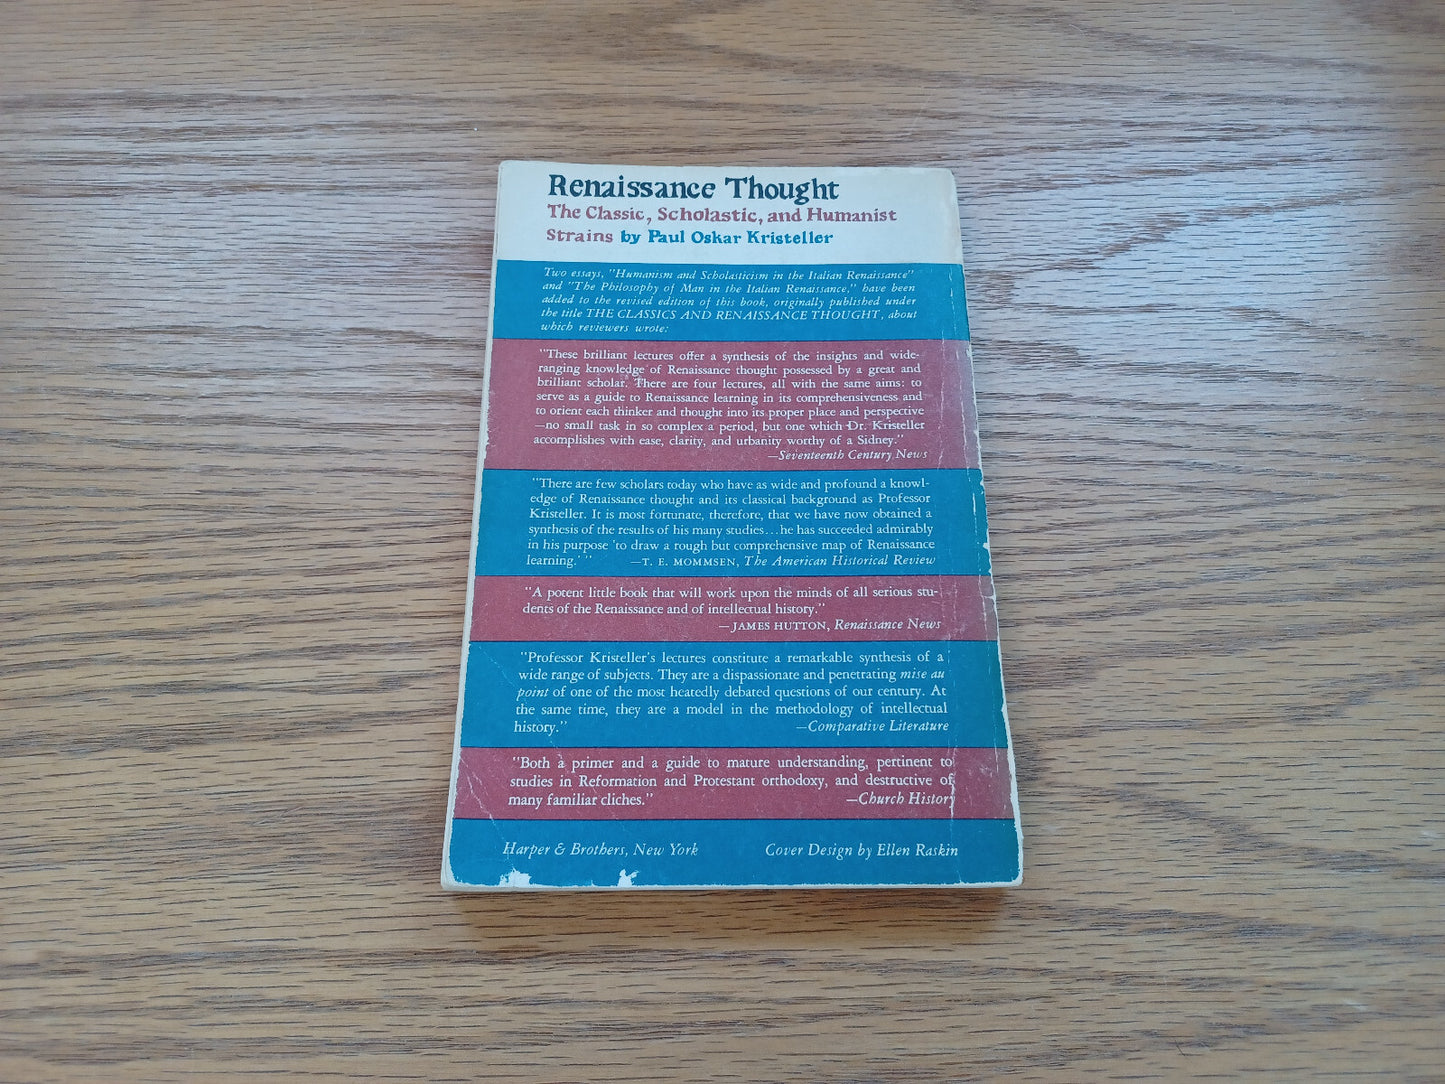 Renaissance Thought
The Classic, Scholastic, and Humanist
Strains by Paul Oskar Kristeller
Two essays, "Humanism and Scholasticism in the Italian Renaissance"
and "The Philosophy of Man in the Italian Renaissance," have been
added to the revised edition of this book, originally published under
the title THE CLASSICS AND RENAISSANCE THOUGHT, about
which reviewers wrote:
"These brilliant lectures offer a synthesis of the insights and wide-
ranging knowledge of Renaissance thought possessed by a great and
brilliant scholar. There are four lectures, all with the same aims: to
serve as a guide to Renaissance learning in its comprehensiveness and
to orient each thinker and thought into its proper place and perspective
—no small task in so complex a period, but one which Dr. Kristeller
accomplishes with ease, clarity, and urbanity worthy of a Sidney."
—Seventeenth Century News
"There are few scholars today who have as wide and profound a knowl-
edge of Renaissance thought and its classical background as Professor
Kristeller. It is most fortunate, therefore, that we have now obtained a
synthesis of the results of his many studies...he has succeeded admirably
in his purpose 'to draw a rough but comprehensive map of Renaissance
learning.' " —T. E. MOMMSEN, The American Historical Review
"A potent little book that will work upon the minds of all serious stu-
dents of the Renaissance and of intellectual history."
—JAMES HUTTON, Renaissance News
"Professor Kristeller's lectures constitute a remarkable synthesis of a
wide range of subjects. They are a dispassionate and penetrating mise au
point of one of the most heatedly debated questions of our century. At
the same time, they are a model in the methodology of intellectual
history." —Comparative Literature
"Both a primer and a guide to mature understanding, pertinent to
studies in Reformation and Protestant orthodoxy, and destructive of
many familiar cliches." —Church History
Harper & Brothers, New York Cover Design by Ellen Raskin